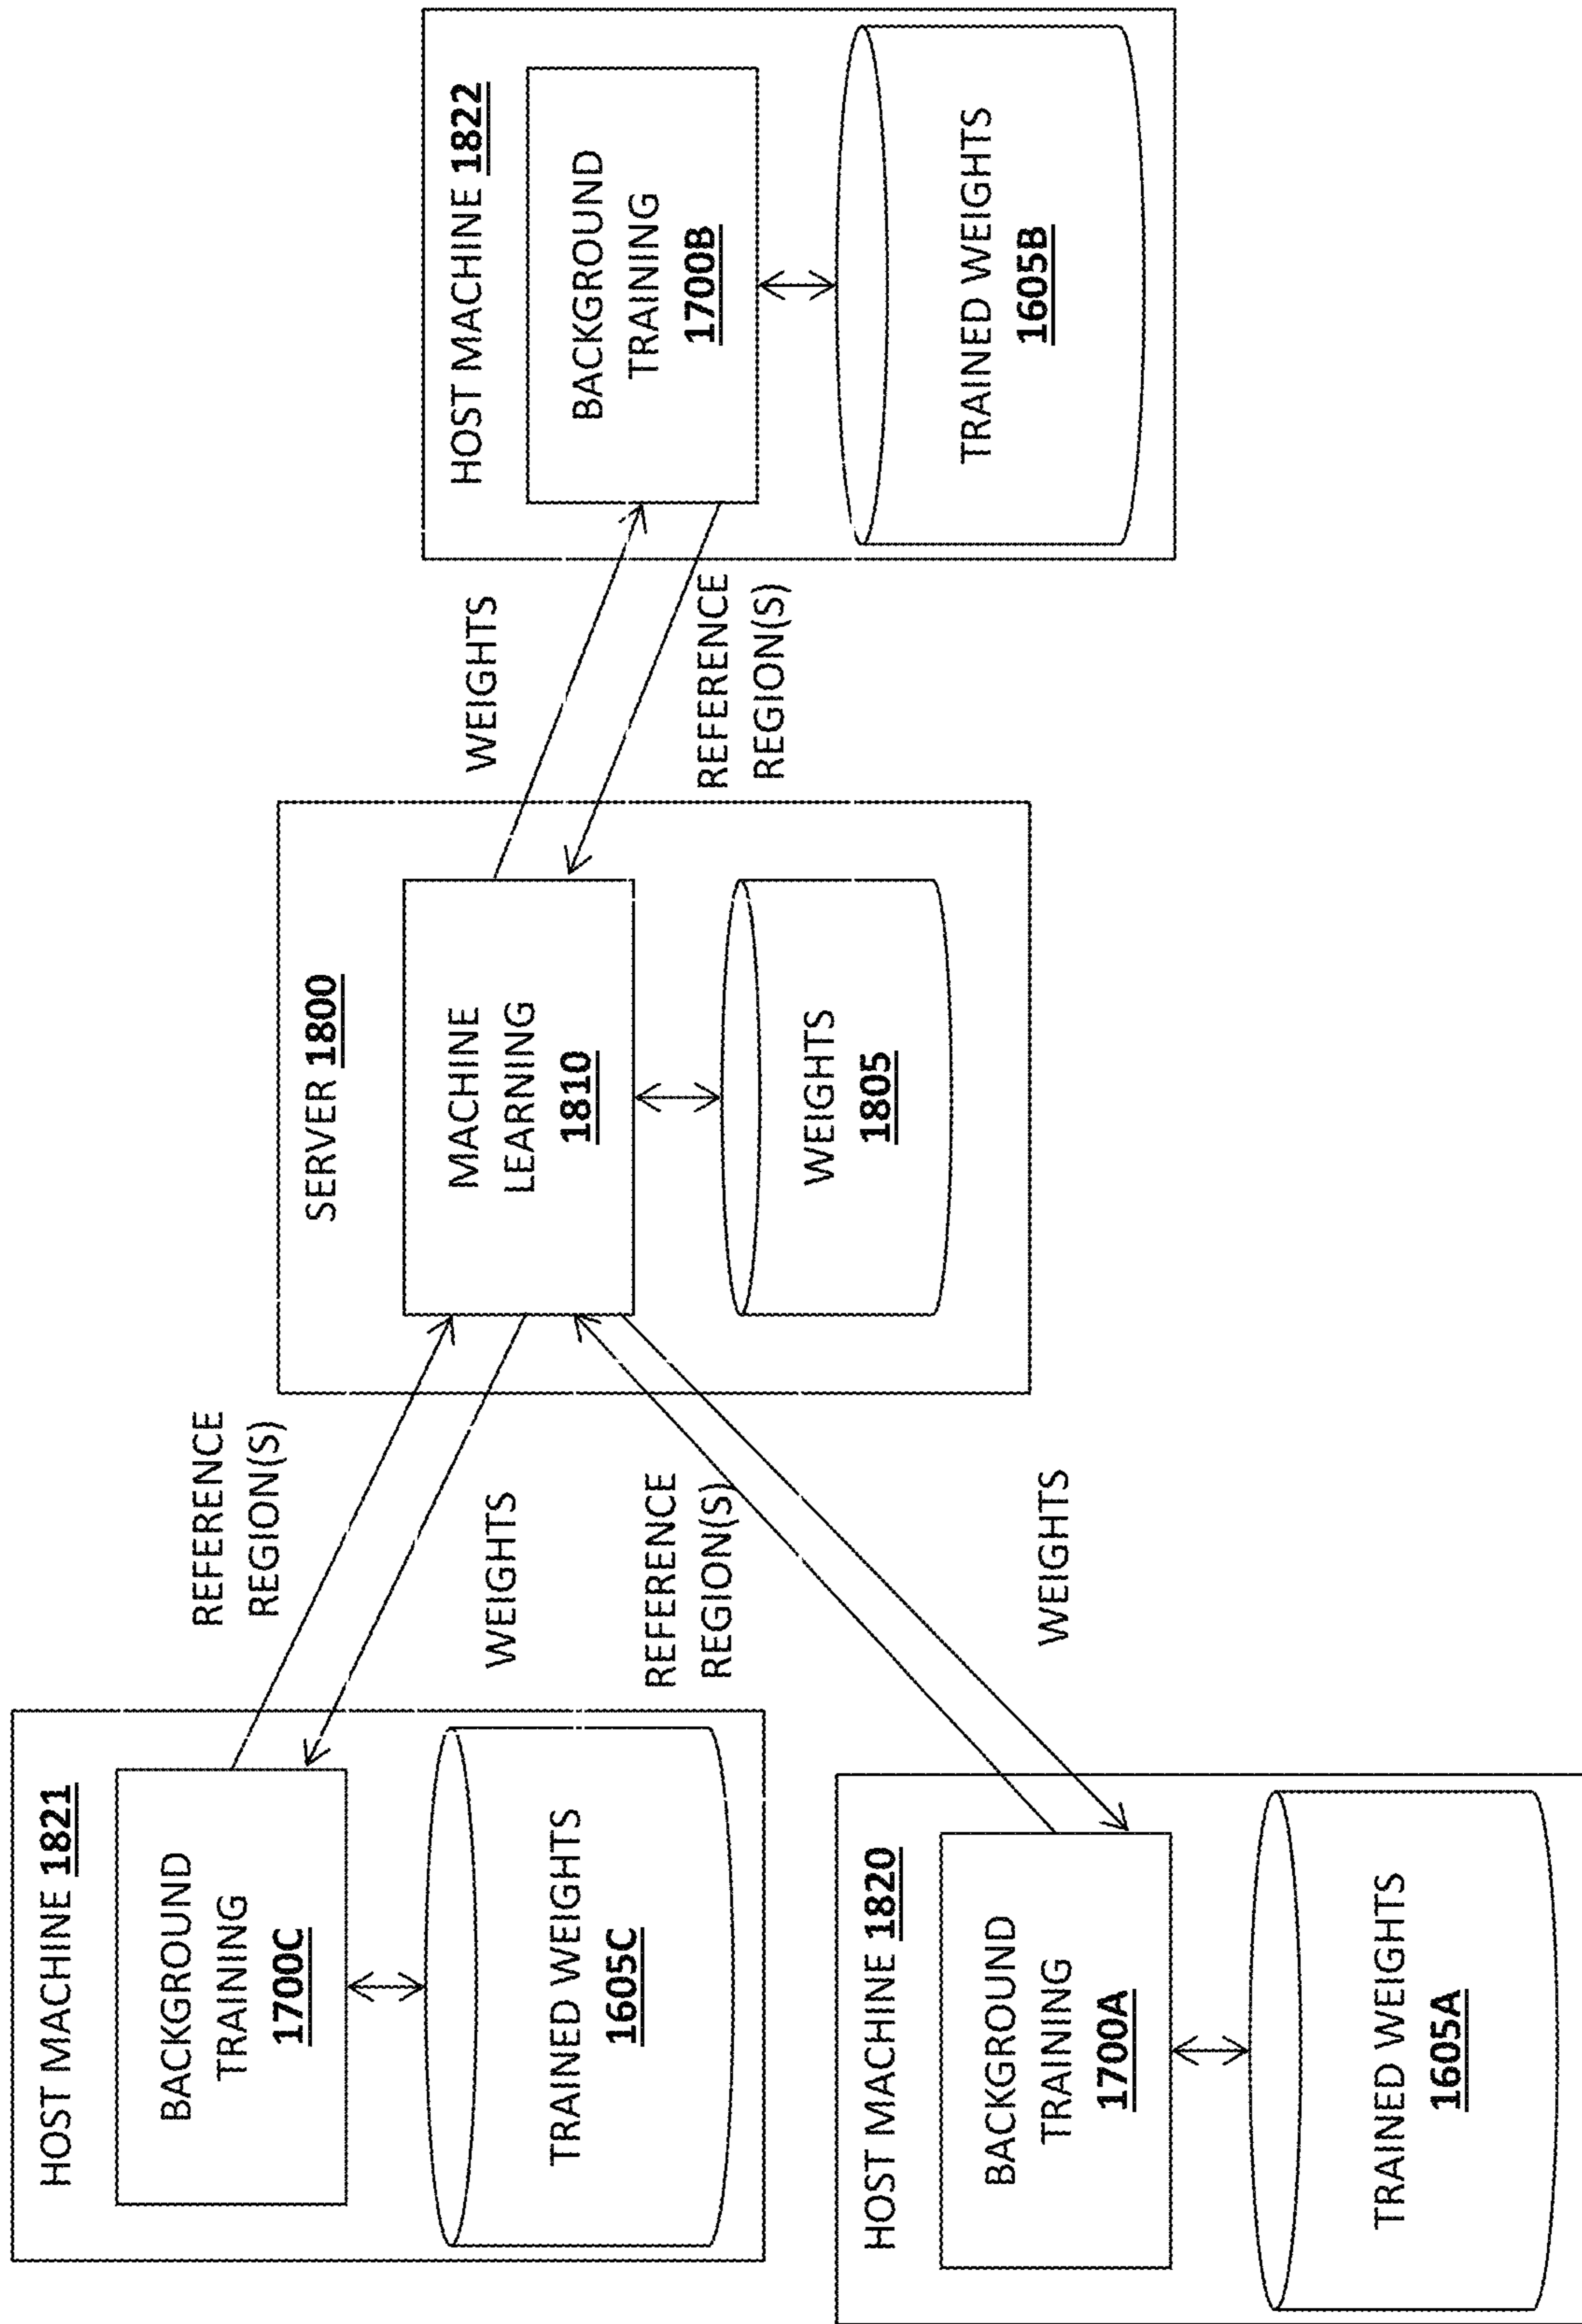 HOST MACHINE 1821
BACKGROUND
TRAINING
1700C
TRAINED WEIGHTS
1605C
REFERENCE
REGION(S)
WEIGHTS
SERVER 1800
MACHINE
LEARNING
1810
WEIGHTS
1805
WEIGHTS
REFERENCE
REGION(S)
HOST MACHINE 1822
BACKGROUND
TRAINING
1700B
TRAINED WEIGHTS
1605B
REFERENCE
REGION(S)
WEIGHTS
HOST MACHINE 1820
BACKGROUND
TRAINING
1700A
TRAINED WEIGHTS
1605A